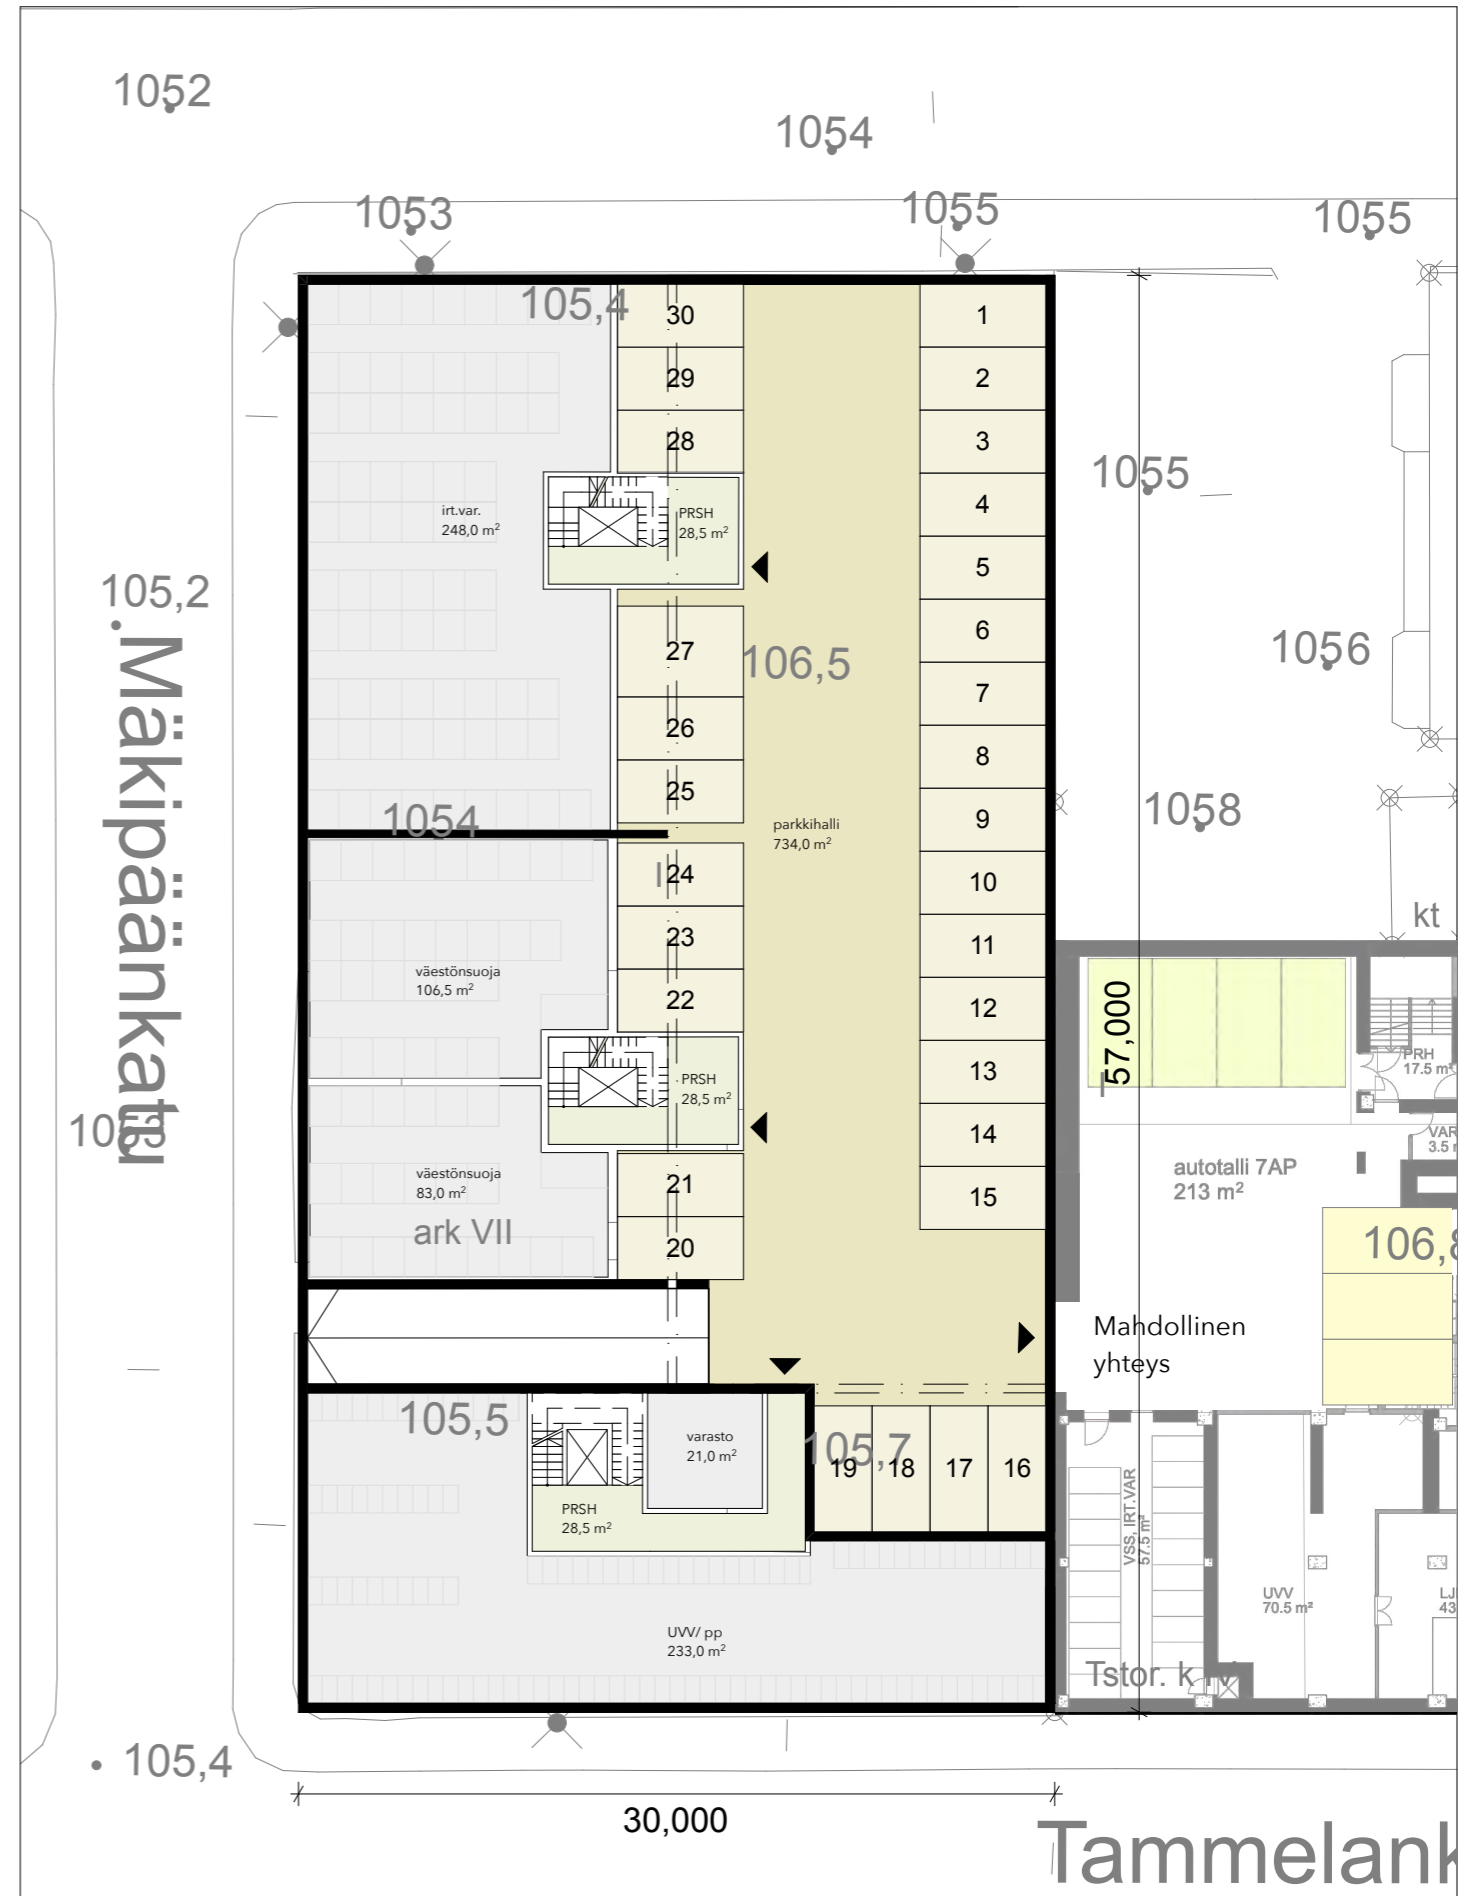 1052
1054
1053
1055
1055
105,4
30
1
29
2
28
3
1055
4
irt.var.
248,0 m²
PRSH
28,5 m²
5
105,2
6
27
106,5
1056
7
26
8
25
9
1058
1054
parkkihalli
734,0 m²
24
10
23
11
kt
väestönsuoja
106,5 m²
22
12
57,000
PRH
17.5 m²
13
PRSH
28,5 m²
14
VAR
3.5
autotalli 7AP
213 m²
väestönsuoja
83,0 m²
21
15
ark VII
20
106,8
Mäkipäänkatu
Mahdollinen
yhteys
105,5
varasto
21,0 m²
105,7
19
18
17
16
PRSH
28,5 m²
VSS, IRT.VAR
57.5 m²
UVV
70.5 m²
43
UVV/ pp
233,0 m²
Tstor. k IV
105,4
30,000
Tammelank